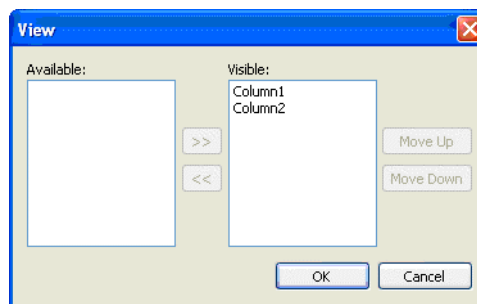 View
Available:
Visible:
Column1
Column2
>>
<<
Move Up
Move Down
OK
Cancel